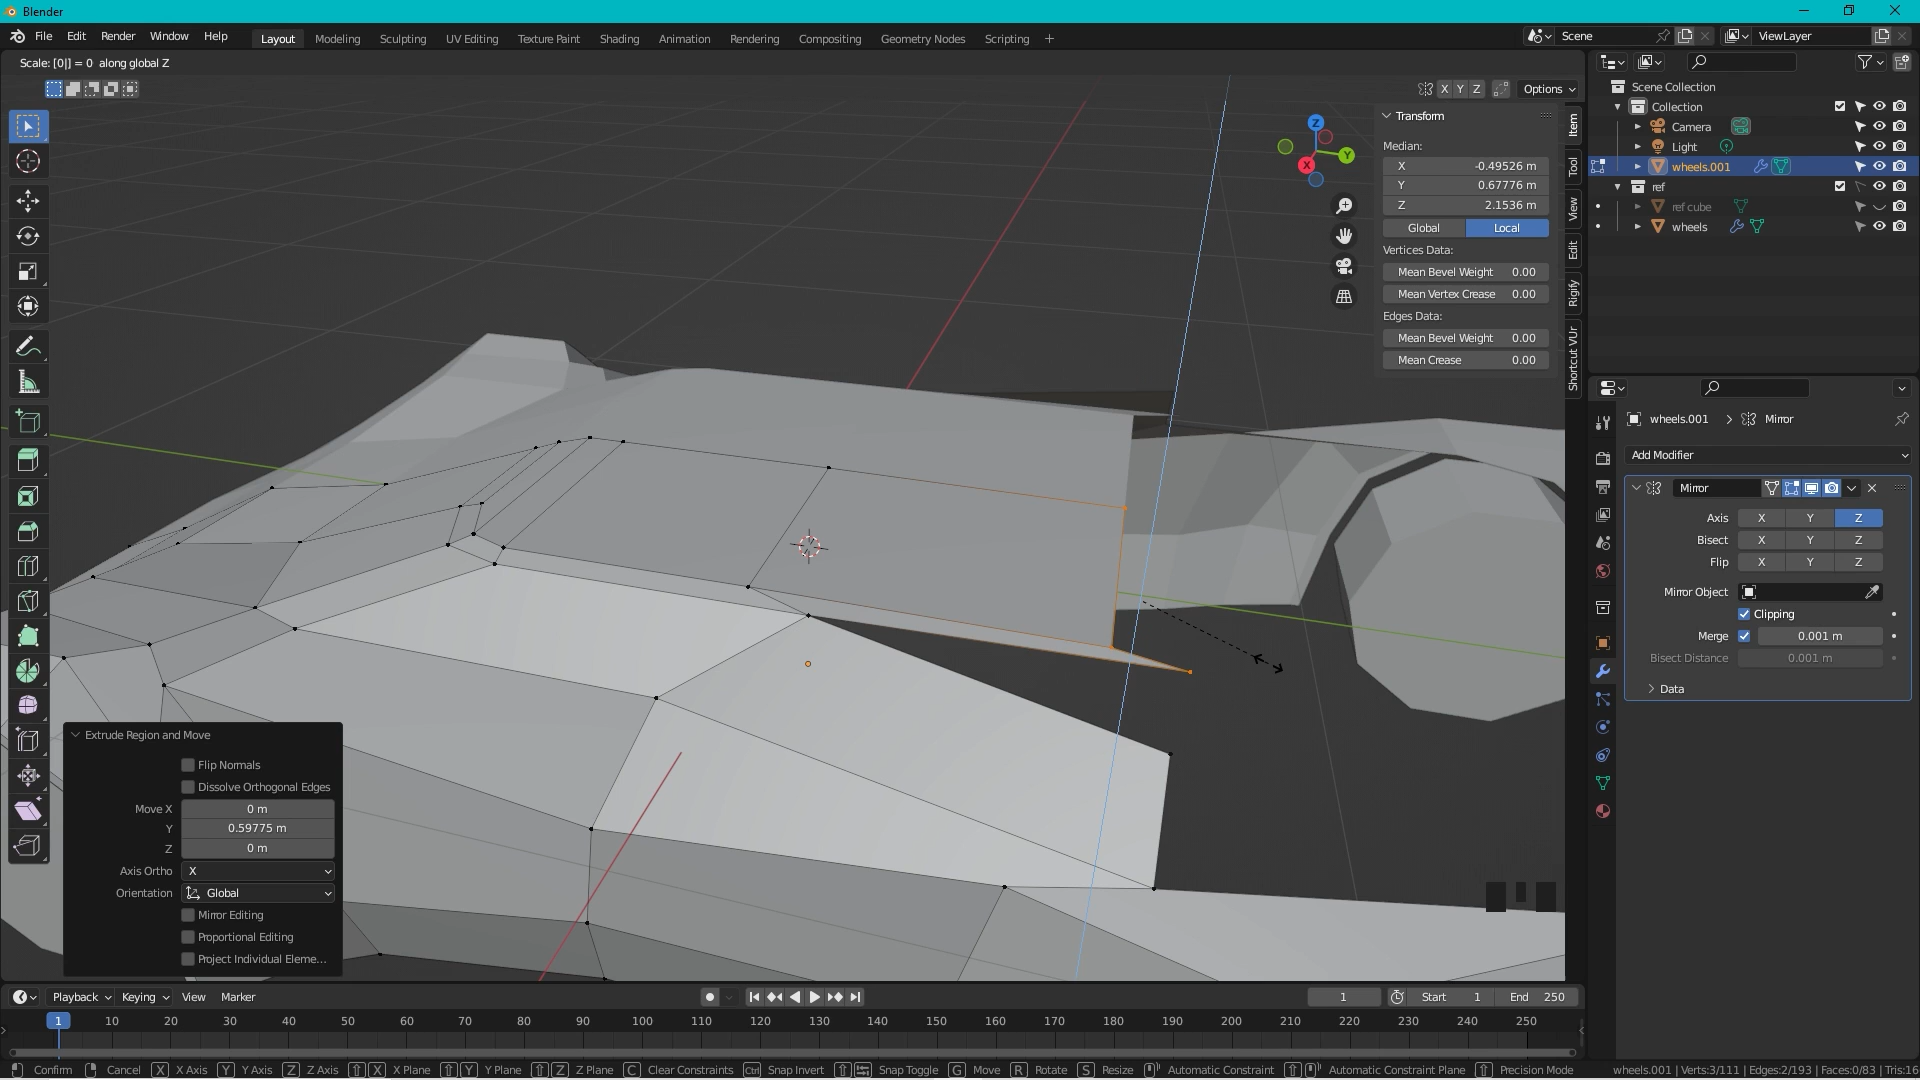 Blender
File Edit Render Window Help Layout Modeling Sculpting UV Editing Texture Paint Shading Animation Rendering Compositing Geometry Nodes Scripting + Scene ViewLayer
Scale: [0|] = 0 along global Z
X Y Z Options
Transform
Median:
X -0.49526 m
Y 0.67776 m
Z 2.1536 m
Global Local
Vertices Data:
Mean Bevel Weight 0.00
Mean Vertex Crease 0.00
Edges Data:
Mean Bevel Weight 0.00
Mean Crease 0.00
Item
Tool
View
Edit
Rigify
Shortcut VUr
Z
Y
X
Scene Collection
Collection
Camera
Light
wheels.001
ref
ref cube
wheels
wheels.001 > Mirror
Add Modifier
Mirror
Axis X Y Z
Bisect X Y Z
Flip X Y Z
Mirror Object
Clipping
Merge 0.001 m
Bisect Distance 0.001 m
Data
Extrude Region and Move
Flip Normals
Dissolve Orthogonal Edges
Move X 0 m
Y 0.59775 m
Z 0 m
Axis Ortho X
Orientation Global
Mirror Editing
Proportional Editing
Project Individual Eleme...
Playback Keying View Marker 1 Start 1 End 250
1 10 20 30 40 50 60 70 80 90 100 110 120 130 140 150 160 170 180 190 200 210 220 230 240 250
Confirm Cancel X X Axis Y Y Axis Z Z Axis X X Plane Y Y Plane Z Z Plane C Clear Constraints Ctrl Snap Invert Snap Toggle G Move R Rotate S Resize Automatic Constraint Automatic Constraint Plane Precision Mode wheels.001 | Verts:3/111 | Edges:2/193 | Faces:0/83 | Tris:16